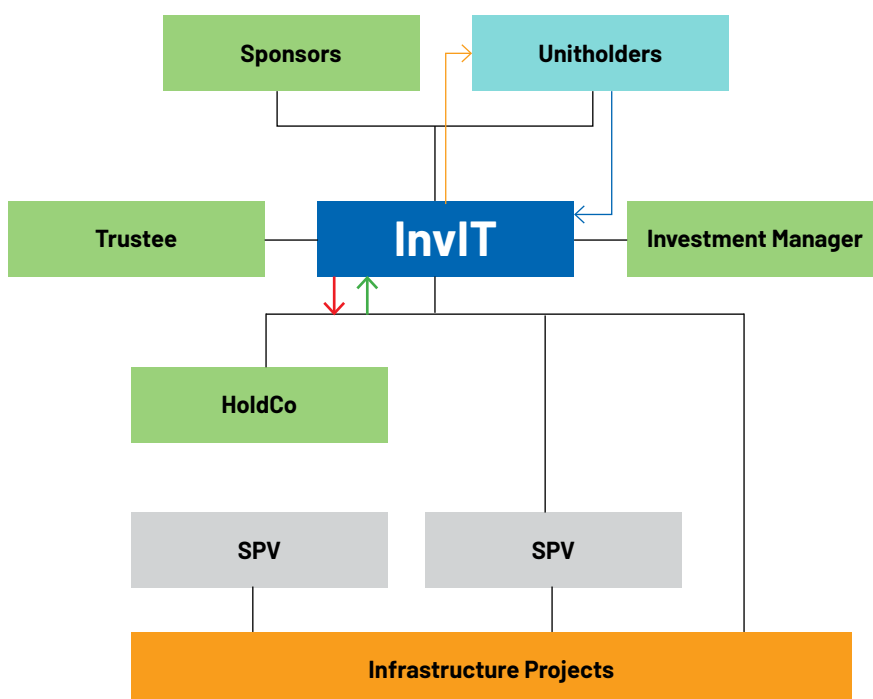 Sponsors
Unitholders
Trustee
InvIT
Investment Manager
HoldCo
SPV
SPV
Infrastructure Projects